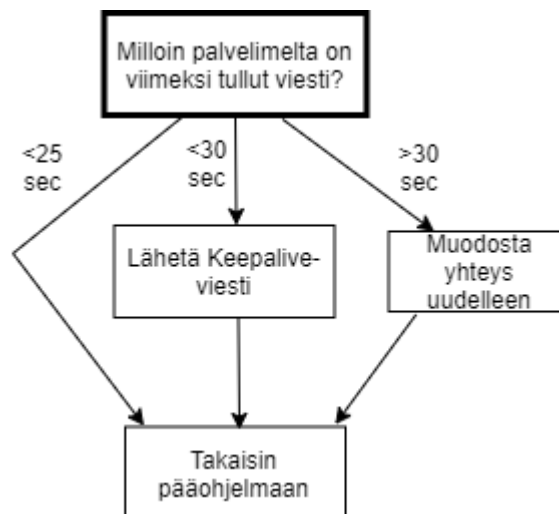 Milloin palvelimelta on
viimeksi tullut viesti?
<25
sec
<30
sec
>30
sec
Lähetä Keepalive-
viesti
Muodosta
yhteys
uudelleen
Takaisin
pääohjelmaan